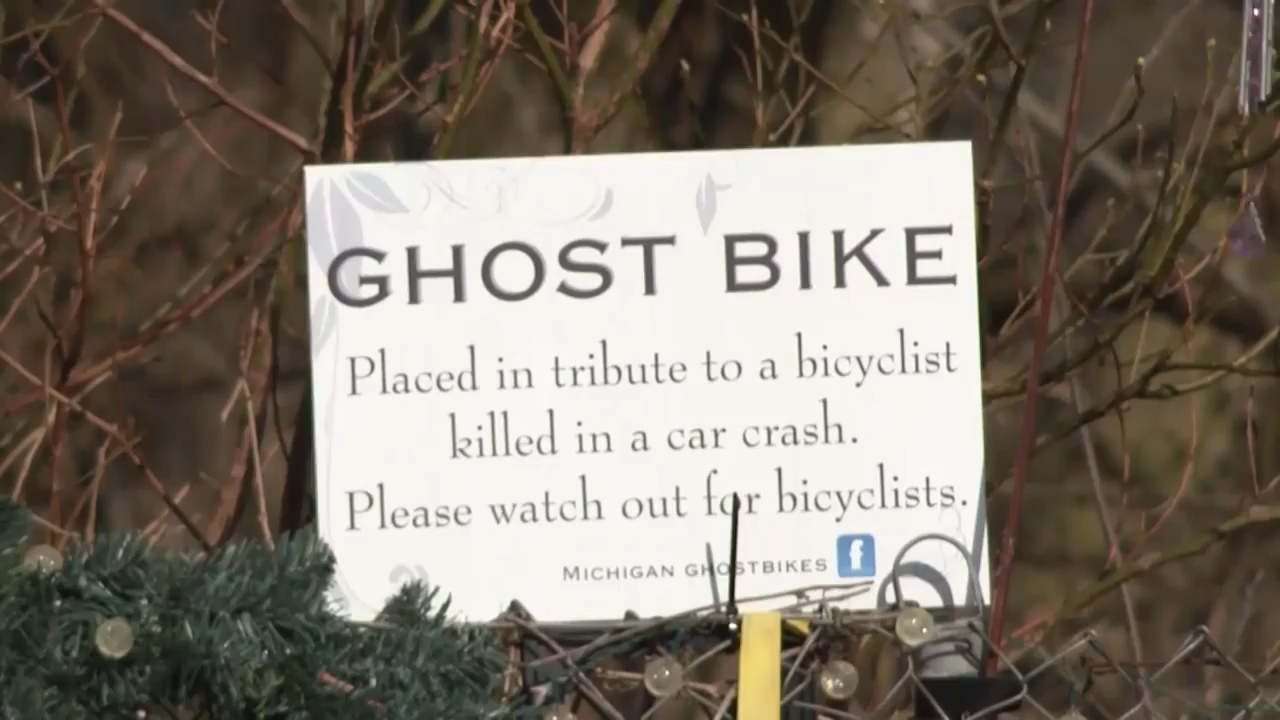 GHOST BIKE
Placed in tribute to a bicyclist
killed in a car crash.
Please watch out for bicyclists.
MICHIGAN GHOSTBIKES f